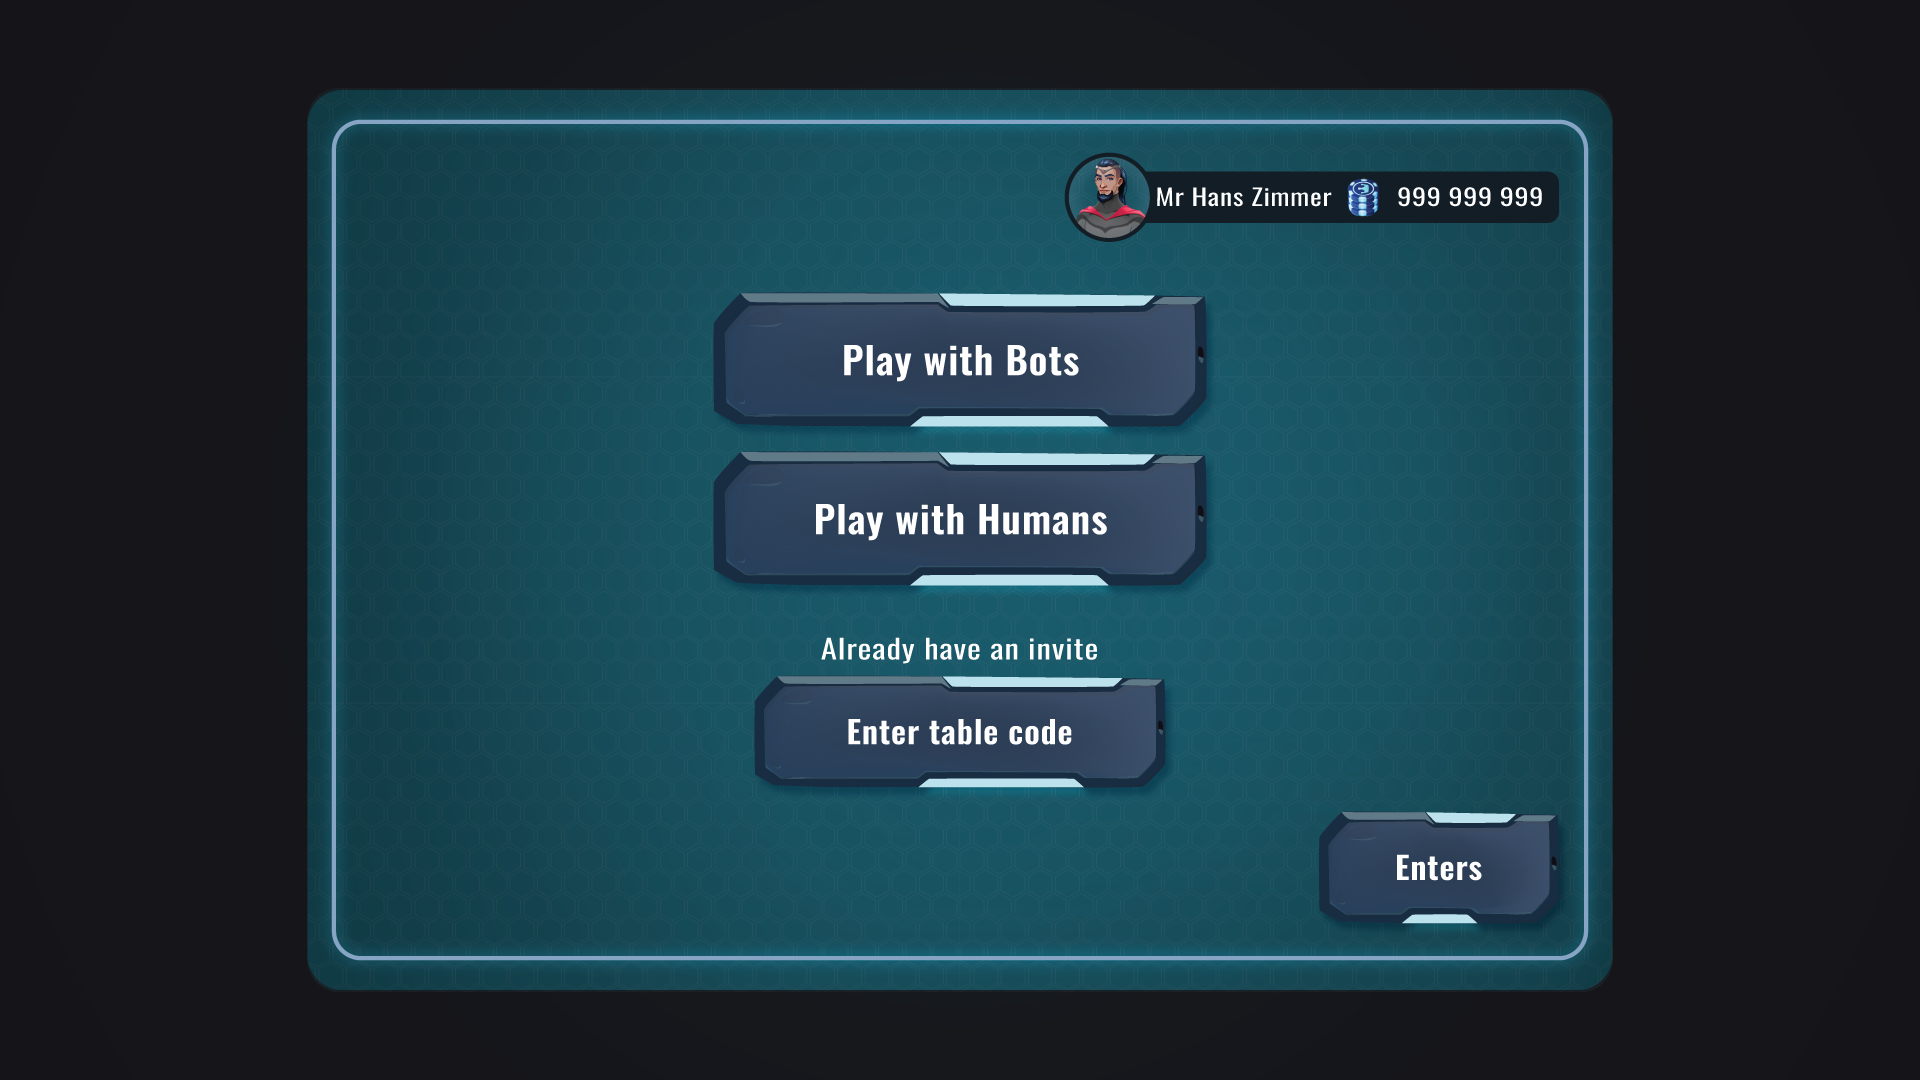 Mr Hans Zimmer 999 999 999
Play with Bots
Play with Humans
Already have an invite
Enter table code
Enters